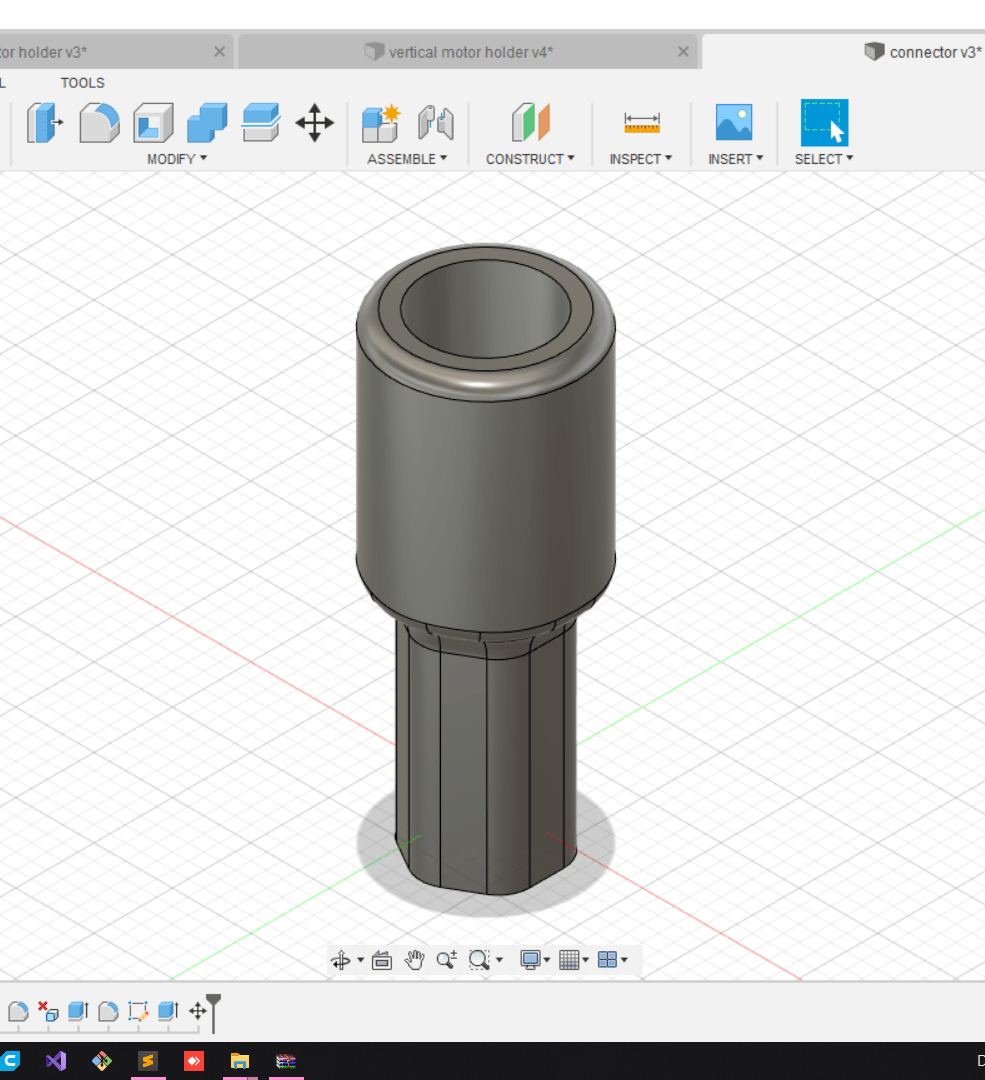 tor holder v3*
vertical motor holder v4*
connector v3*
L
TOOLS
MODIFY
ASSEMBLE
CONSTRUCT
INSPECT
INSERT
SELECT
D